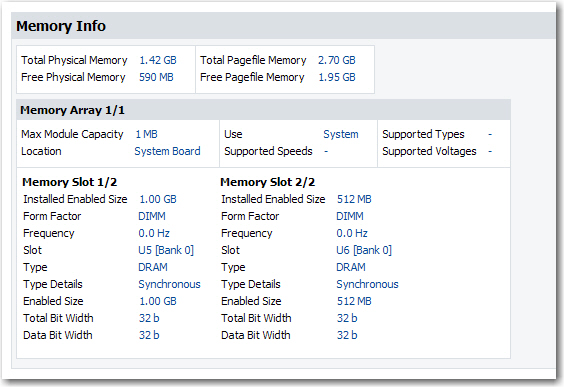 Memory Info
Total Physical Memory 1.42 GB Total Pagefile Memory 2.70 GB
Free Physical Memory 590 MB Free Pagefile Memory 1.95 GB
Memory Array 1/1
Max Module Capacity 1 MB Use System Supported Types -
Location System Board Supported Speeds - Supported Voltages -
Memory Slot 1/2 Memory Slot 2/2
Installed Enabled Size 1.00 GB Installed Enabled Size 512 MB
Form Factor DIMM Form Factor DIMM
Frequency 0.0 Hz Frequency 0.0 Hz
Slot U5 [Bank 0] Slot U6 [Bank 0]
Type DRAM Type DRAM
Type Details Synchronous Type Details Synchronous
Enabled Size 1.00 GB Enabled Size 512 MB
Total Bit Width 32 b Total Bit Width 32 b
Data Bit Width 32 b Data Bit Width 32 b